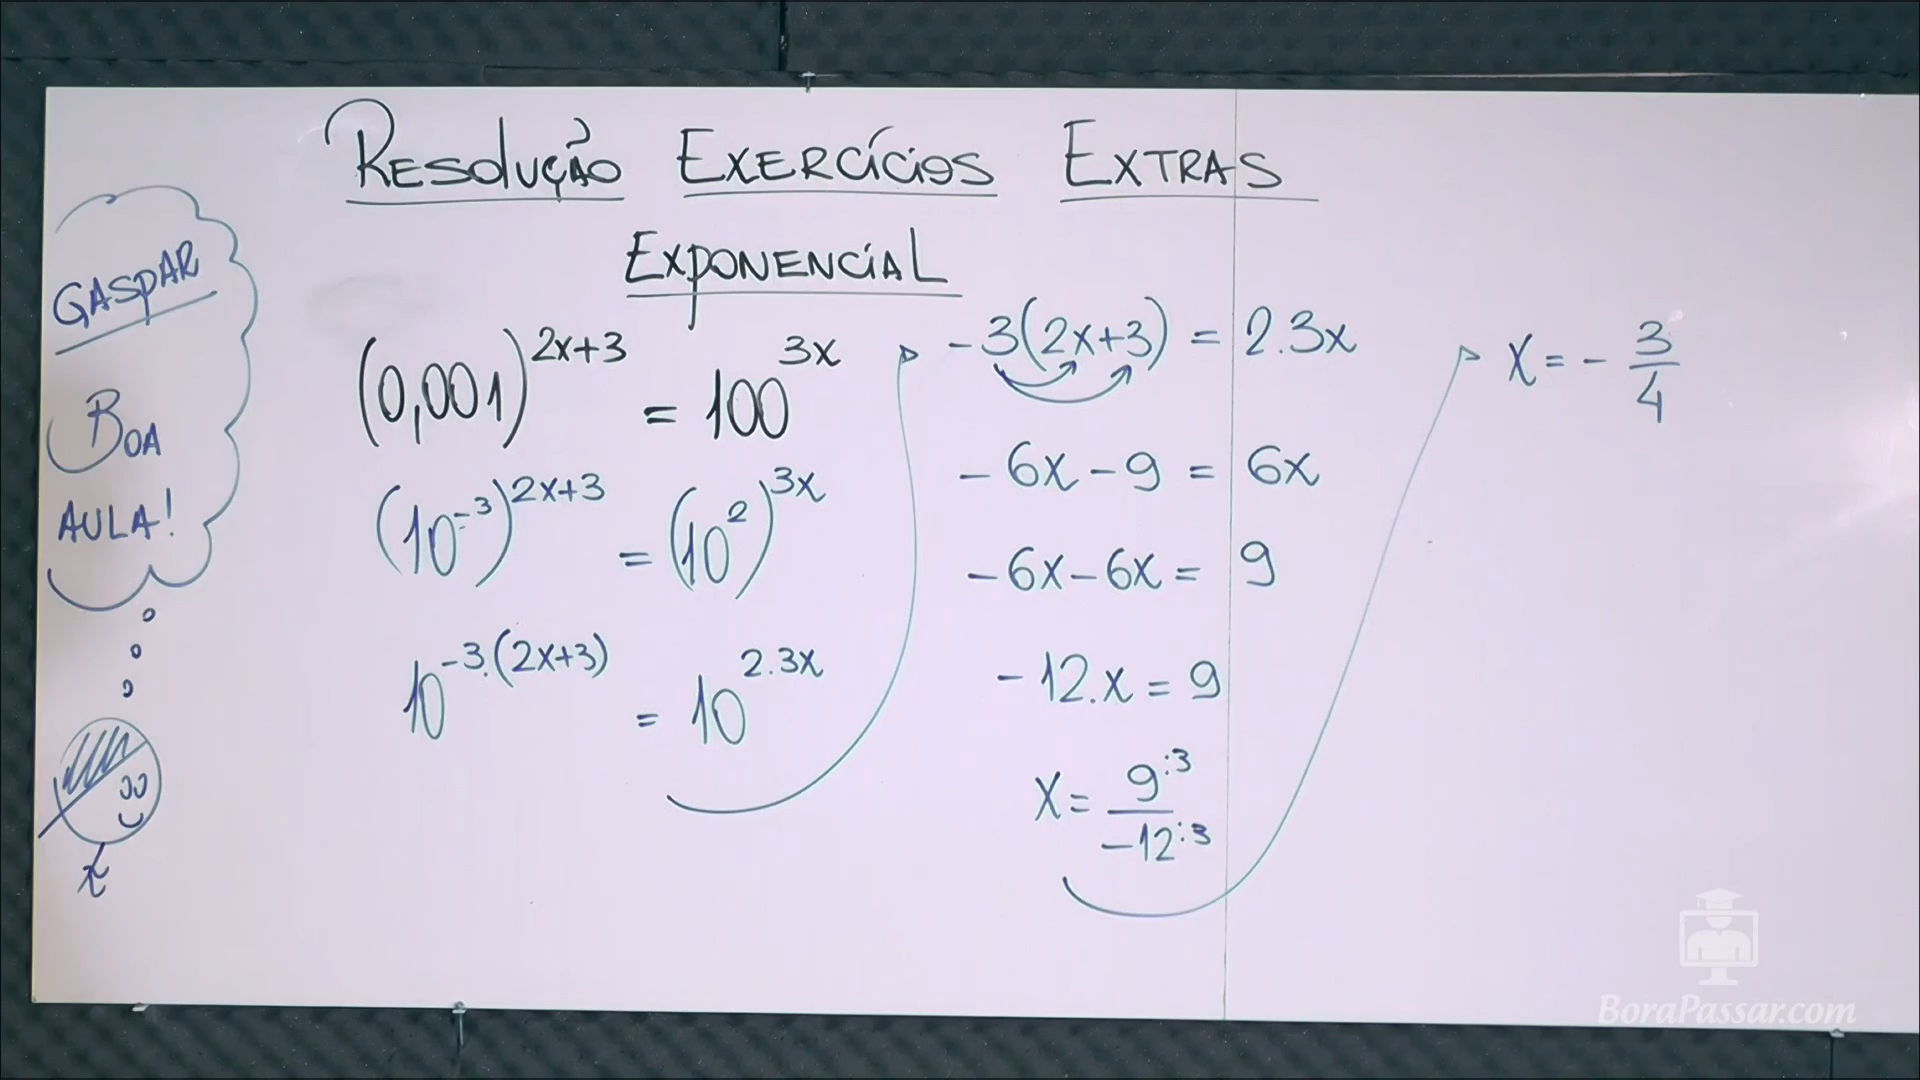 RESOLUÇÃO EXERCÍCIOS EXTRAS
EXPONENCIAL
GASPAR
BOA
AULA!
(0,001)^{2x+3} = 100^{3x}
(10^{-3})^{2x+3} = (10^{2})^{3x}
10^{-3.(2x+3)} = 10^{2.3x}
-3(2x+3) = 2.3x
-6x-9 = 6x
-6x-6x = 9
-12.x = 9
x = \frac{9^{:3}}{-12^{:3}}
x = -\frac{3}{4}
BoraPassar.com